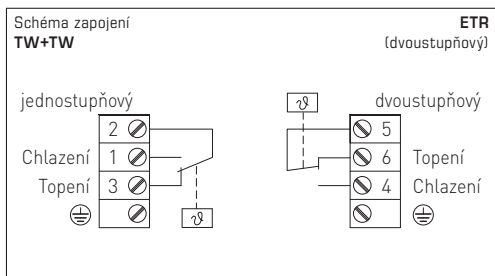 Schéma zapojení
TW+TW
ETR
(dvoustupňový)
jednostupňový
2
Chlazení 1
Topení 3
ϑ
ϑ
dvoustupňový
5
6 Topení
4 Chlazení